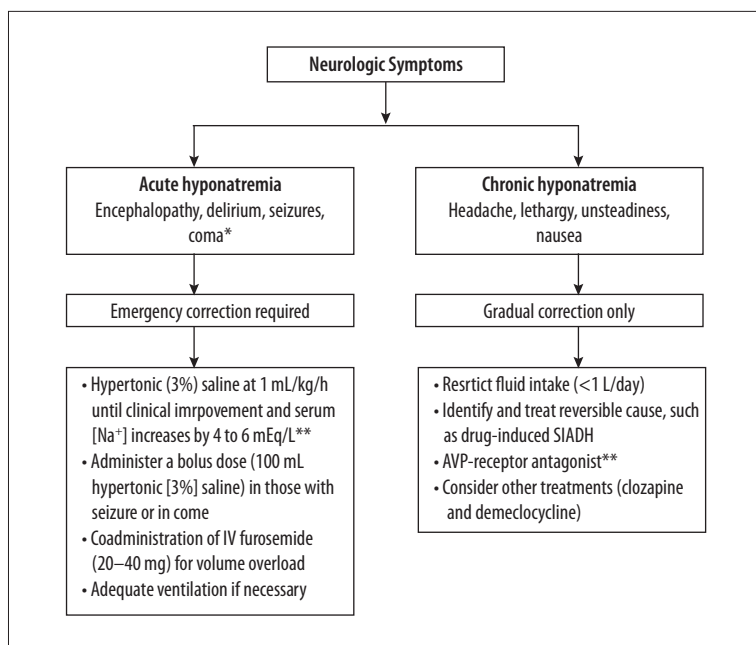 Neurologic Symptoms
Acute hyponatremia
Encephalopathy, delirium, seizures,
coma*
Emergency correction required
• Hypertonic (3%) saline at 1 mL/kg/h
until clinical imrpovement and serum
[Na⁺] increases by 4 to 6 mEq/L**
• Administer a bolus dose (100 mL
hypertonic [3%] saline) in those with
seizure or in come
• Coadministration of IV furosemide
(20–40 mg) for volume overload
• Adequate ventilation if necessary
Chronic hyponatremia
Headache, lethargy, unsteadiness,
nausea
Gradual correction only
• Resrtict fluid intake (<1 L/day)
• Identify and treat reversible cause, such
as drug-induced SIADH
• AVP-receptor antagonist**
• Consider other treatments (clozapine
and demeclocycline)